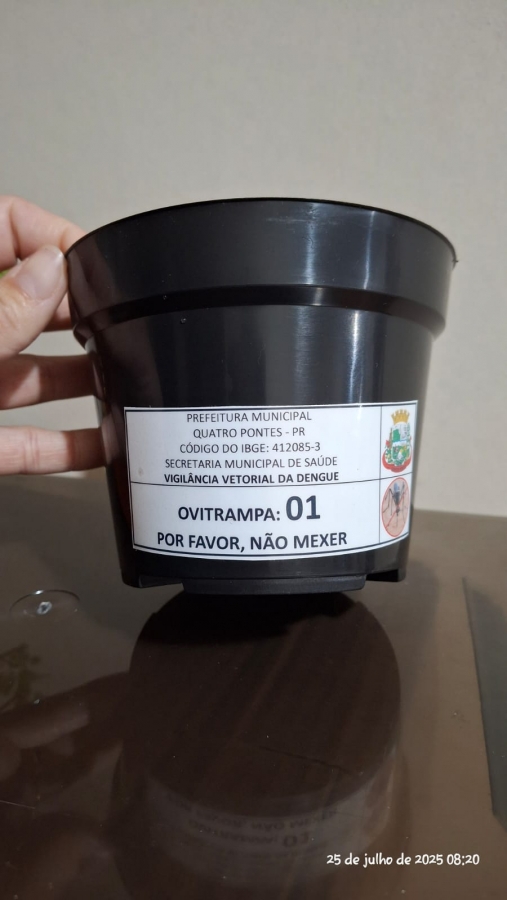 PREFEITURA MUNICIPAL
QUATRO PONTES - PR
CÓDIGO DO IBGE: 412085-3
SECRETARIA MUNICIPAL DE SAÚDE
VIGILÂNCIA VETORIAL DA DENGUE
OVITRAMPA: 01
POR FAVOR, NÃO MEXER
25 de julho de 2025 08:20